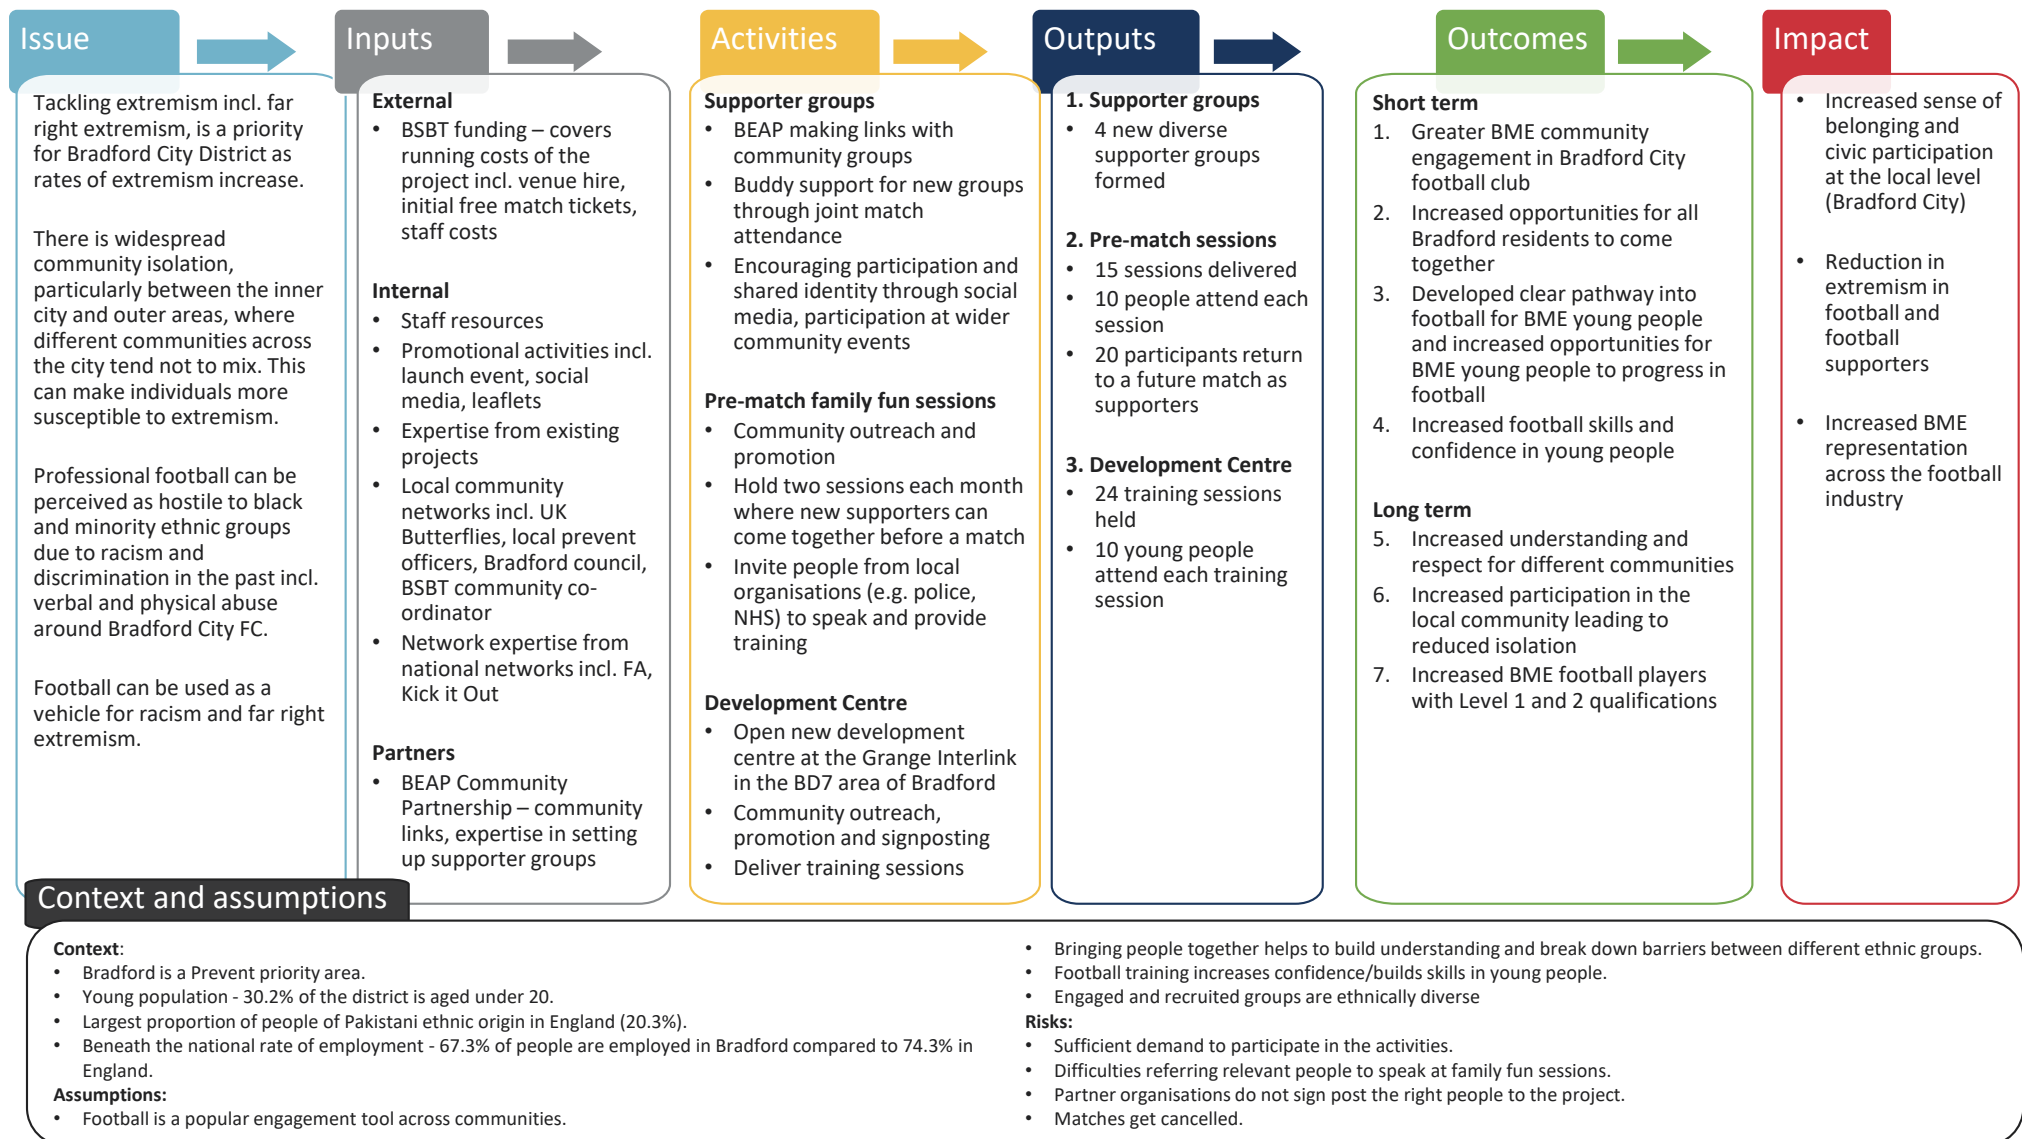 Issue
Tackling extremism incl. far
right extremism, is a priority
for Bradford City District as
rates of extremism increase.
There is widespread
community isolation,
particularly between the inner
city and outer areas, where
different communities across
the city tend not to mix. This
can make individuals more
susceptible to extremism.
Professional football can be
perceived as hostile to black
and minority ethnic groups
due to racism and
discrimination in the past incl.
verbal and physical abuse
around Bradford City FC.
Football can be used as a
vehicle for racism and far right
extremism.
Inputs
External
• BSBT funding – covers
running costs of the
project incl. venue hire,
initial free match tickets,
staff costs
Internal
• Staff resources
• Promotional activities incl.
launch event, social
media, leaflets
• Expertise from existing
projects
• Local community
networks incl. UK
Butterflies, local prevent
officers, Bradford council,
BSBT community co-
ordinator
• Network expertise from
national networks incl. FA,
Kick it Out
Partners
• BEAP Community
Partnership – community
links, expertise in setting
up supporter groups
Activities
Supporter groups
• BEAP making links with
community groups
• Buddy support for new groups
through joint match
attendance
• Encouraging participation and
shared identity through social
media, participation at wider
community events
Pre-match family fun sessions
• Community outreach and
promotion
• Hold two sessions each month
where new supporters can
come together before a match
• Invite people from local
organisations (e.g. police,
NHS) to speak and provide
training
Development Centre
• Open new development
centre at the Grange Interlink
in the BD7 area of Bradford
• Community outreach,
promotion and signposting
• Deliver training sessions
Outputs
1. Supporter groups
• 4 new diverse
supporter groups
formed
2. Pre-match sessions
• 15 sessions delivered
• 10 people attend each
session
• 20 participants return
to a future match as
supporters
3. Development Centre
• 24 training sessions
held
• 10 young people
attend each training
session
Outcomes
Short term
1. Greater BME community
engagement in Bradford City
football club
2. Increased opportunities for all
Bradford residents to come
together
3. Developed clear pathway into
football for BME young people
and increased opportunities for
BME young people to progress in
football
4. Increased football skills and
confidence in young people
Long term
5. Increased understanding and
respect for different communities
6. Increased participation in the
local community leading to
reduced isolation
7. Increased BME football players
with Level 1 and 2 qualifications
Impact
• Increased sense of
belonging and
civic participation
at the local level
(Bradford City)
• Reduction in
extremism in
football and
football
supporters
• Increased BME
representation
across the football
industry
Context and assumptions
Context:
• Bradford is a Prevent priority area.
• Young population - 30.2% of the district is aged under 20.
• Largest proportion of people of Pakistani ethnic origin in England (20.3%).
• Beneath the national rate of employment - 67.3% of people are employed in Bradford compared to 74.3% in
England.
Assumptions:
• Football is a popular engagement tool across communities.
• Bringing people together helps to build understanding and break down barriers between different ethnic groups.
• Football training increases confidence/builds skills in young people.
• Engaged and recruited groups are ethnically diverse
Risks:
• Sufficient demand to participate in the activities.
• Difficulties referring relevant people to speak at family fun sessions.
• Partner organisations do not sign post the right people to the project.
• Matches get cancelled.